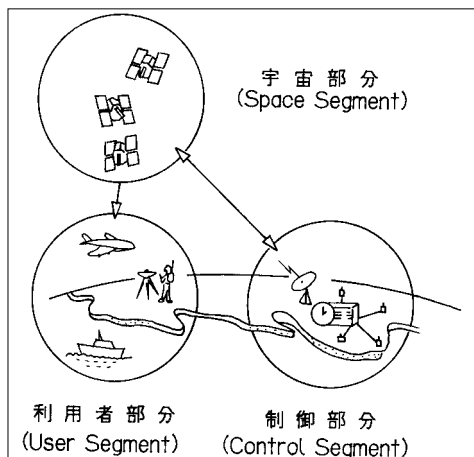 宇宙部分
(Space Segment)
利用者部分
(User Segment)
制御部分
(Control Segment)